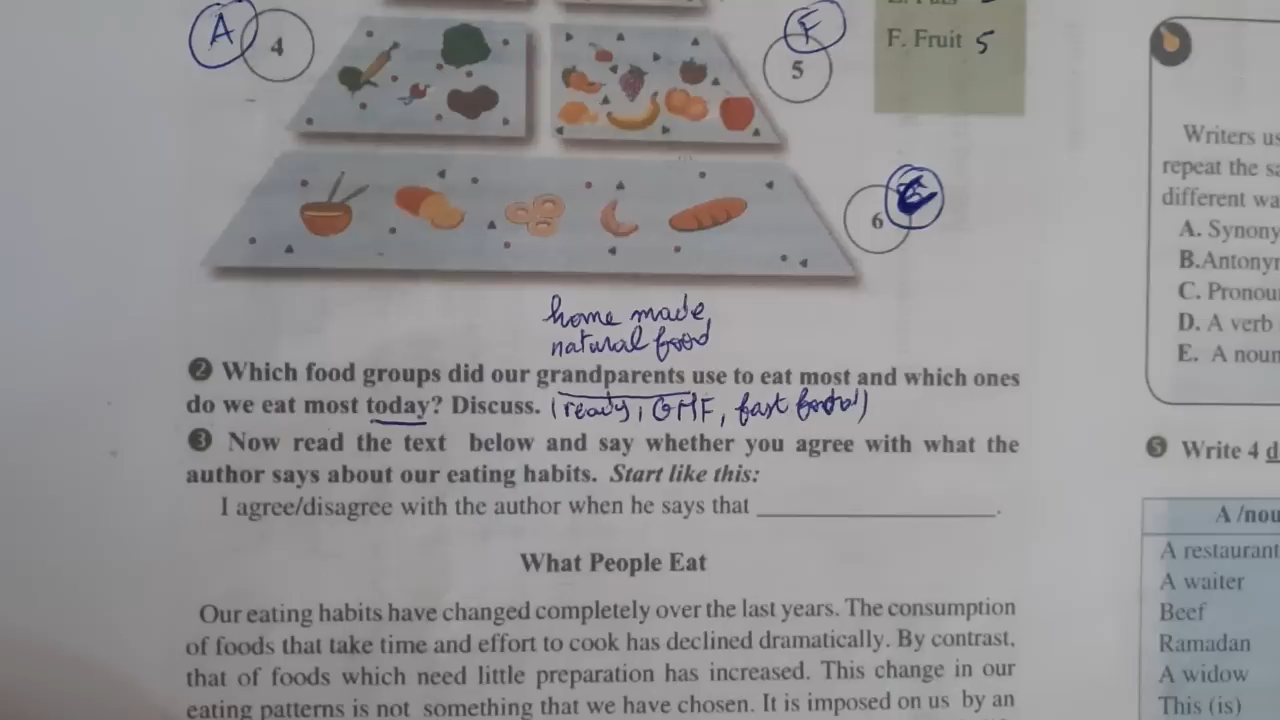 A
4
F
5
F. Fruit 5
6
home made,
natural food
❷ Which food groups did our grandparents use to eat most and which ones
do we eat most today? Discuss. (ready, GMF, fast food)
❸ Now read the text below and say whether you agree with what the
author says about our eating habits. Start like this:
I agree/disagree with the author when he says that ____________________.
What People Eat
Our eating habits have changed completely over the last years. The consumption
of foods that take time and effort to cook has declined dramatically. By contrast,
that of foods which need little preparation has increased. This change in our
eating patterns is not something that we have chosen. It is imposed on us by an
Writers us
repeat the sa
different wa
A. Synony
B.Antonyr
C. Pronou
D. A verb
E. A noun
❺ Write 4 d
A /nou
A restaurant
A waiter
Beef
Ramadan
A widow
This (is)